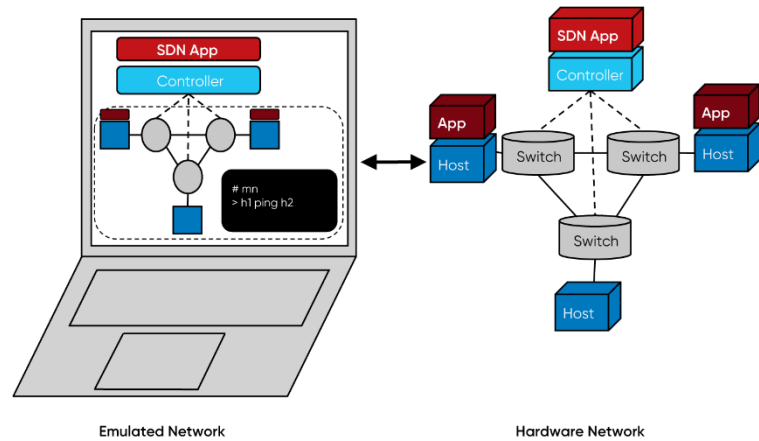 SDN App
Controller
# mn
> h1 ping h2
Emulated Network
SDN App
Controller
App
Host
Switch
Switch
App
Host
Switch
Host
Hardware Network